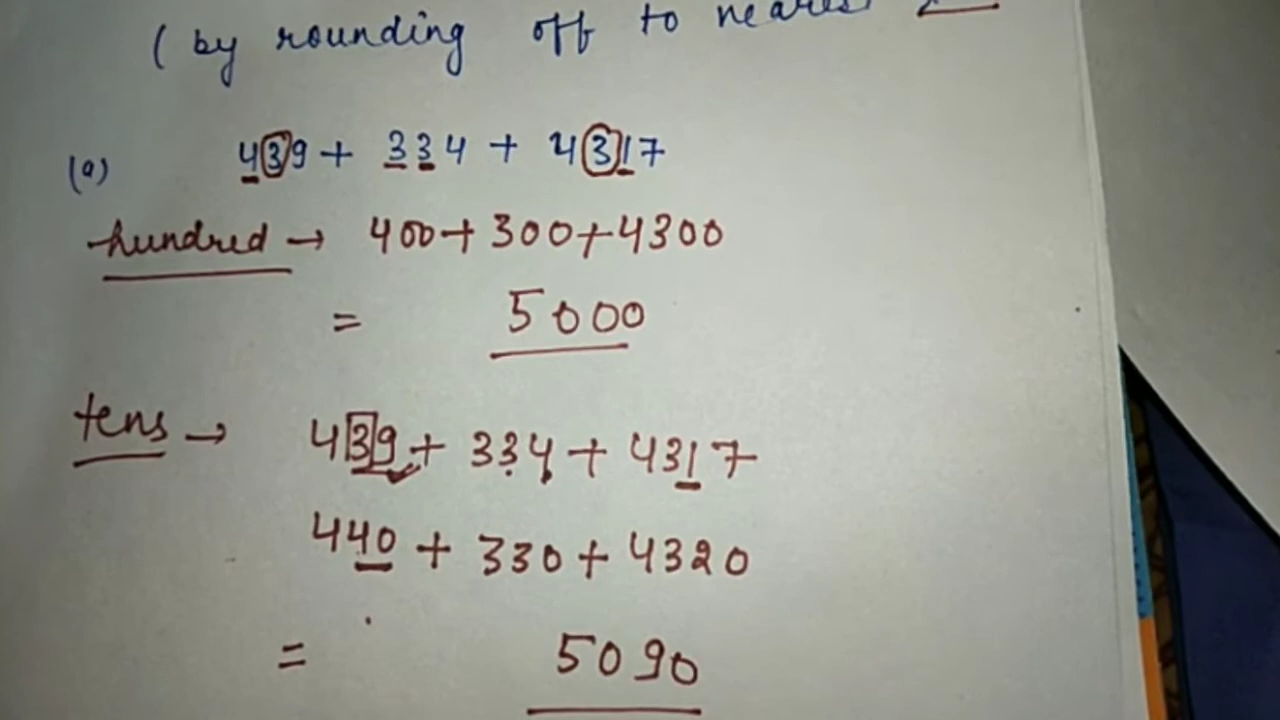 ( by rounding off to nearest
(a) 439 + 334 + 4317
hundred → 400 + 300 + 4300
= 5000
tens → 439 + 334 + 4317
440 + 330 + 4320
= 5090